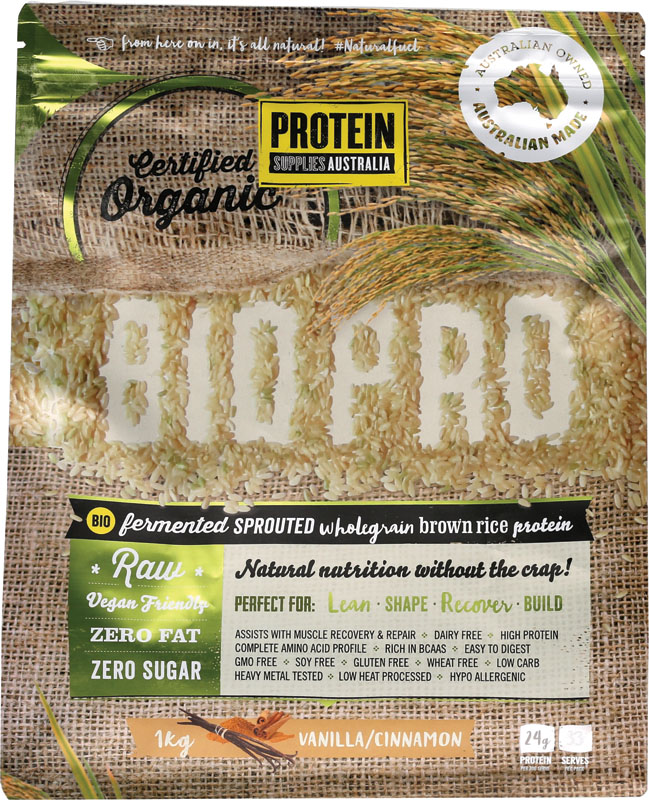 from here on in, it's all natural! #Naturalfuel
AUSTRALIAN OWNED
AUSTRALIAN MADE
PROTEIN
SUPPLIES AUSTRALIA
Certified
Organic
BIO PRO
BIO fermented SPROUTED wholegrain brown rice protein
Raw
Vegan Friendly
ZERO FAT
ZERO SUGAR
Natural nutrition without the crap!
PERFECT FOR: Lean · SHAPE · Recover · BUILD
ASSISTS WITH MUSCLE RECOVERY & REPAIR DAIRY FREE HIGH PROTEIN
COMPLETE AMINO ACID PROFILE RICH IN BCAAS EASY TO DIGEST
GMO FREE SOY FREE GLUTEN FREE WHEAT FREE LOW CARB
HEAVY METAL TESTED LOW HEAT PROCESSED HYPO ALLERGENIC
1kg VANILLA/CINNAMON
24g 33
PROTEIN SERVES